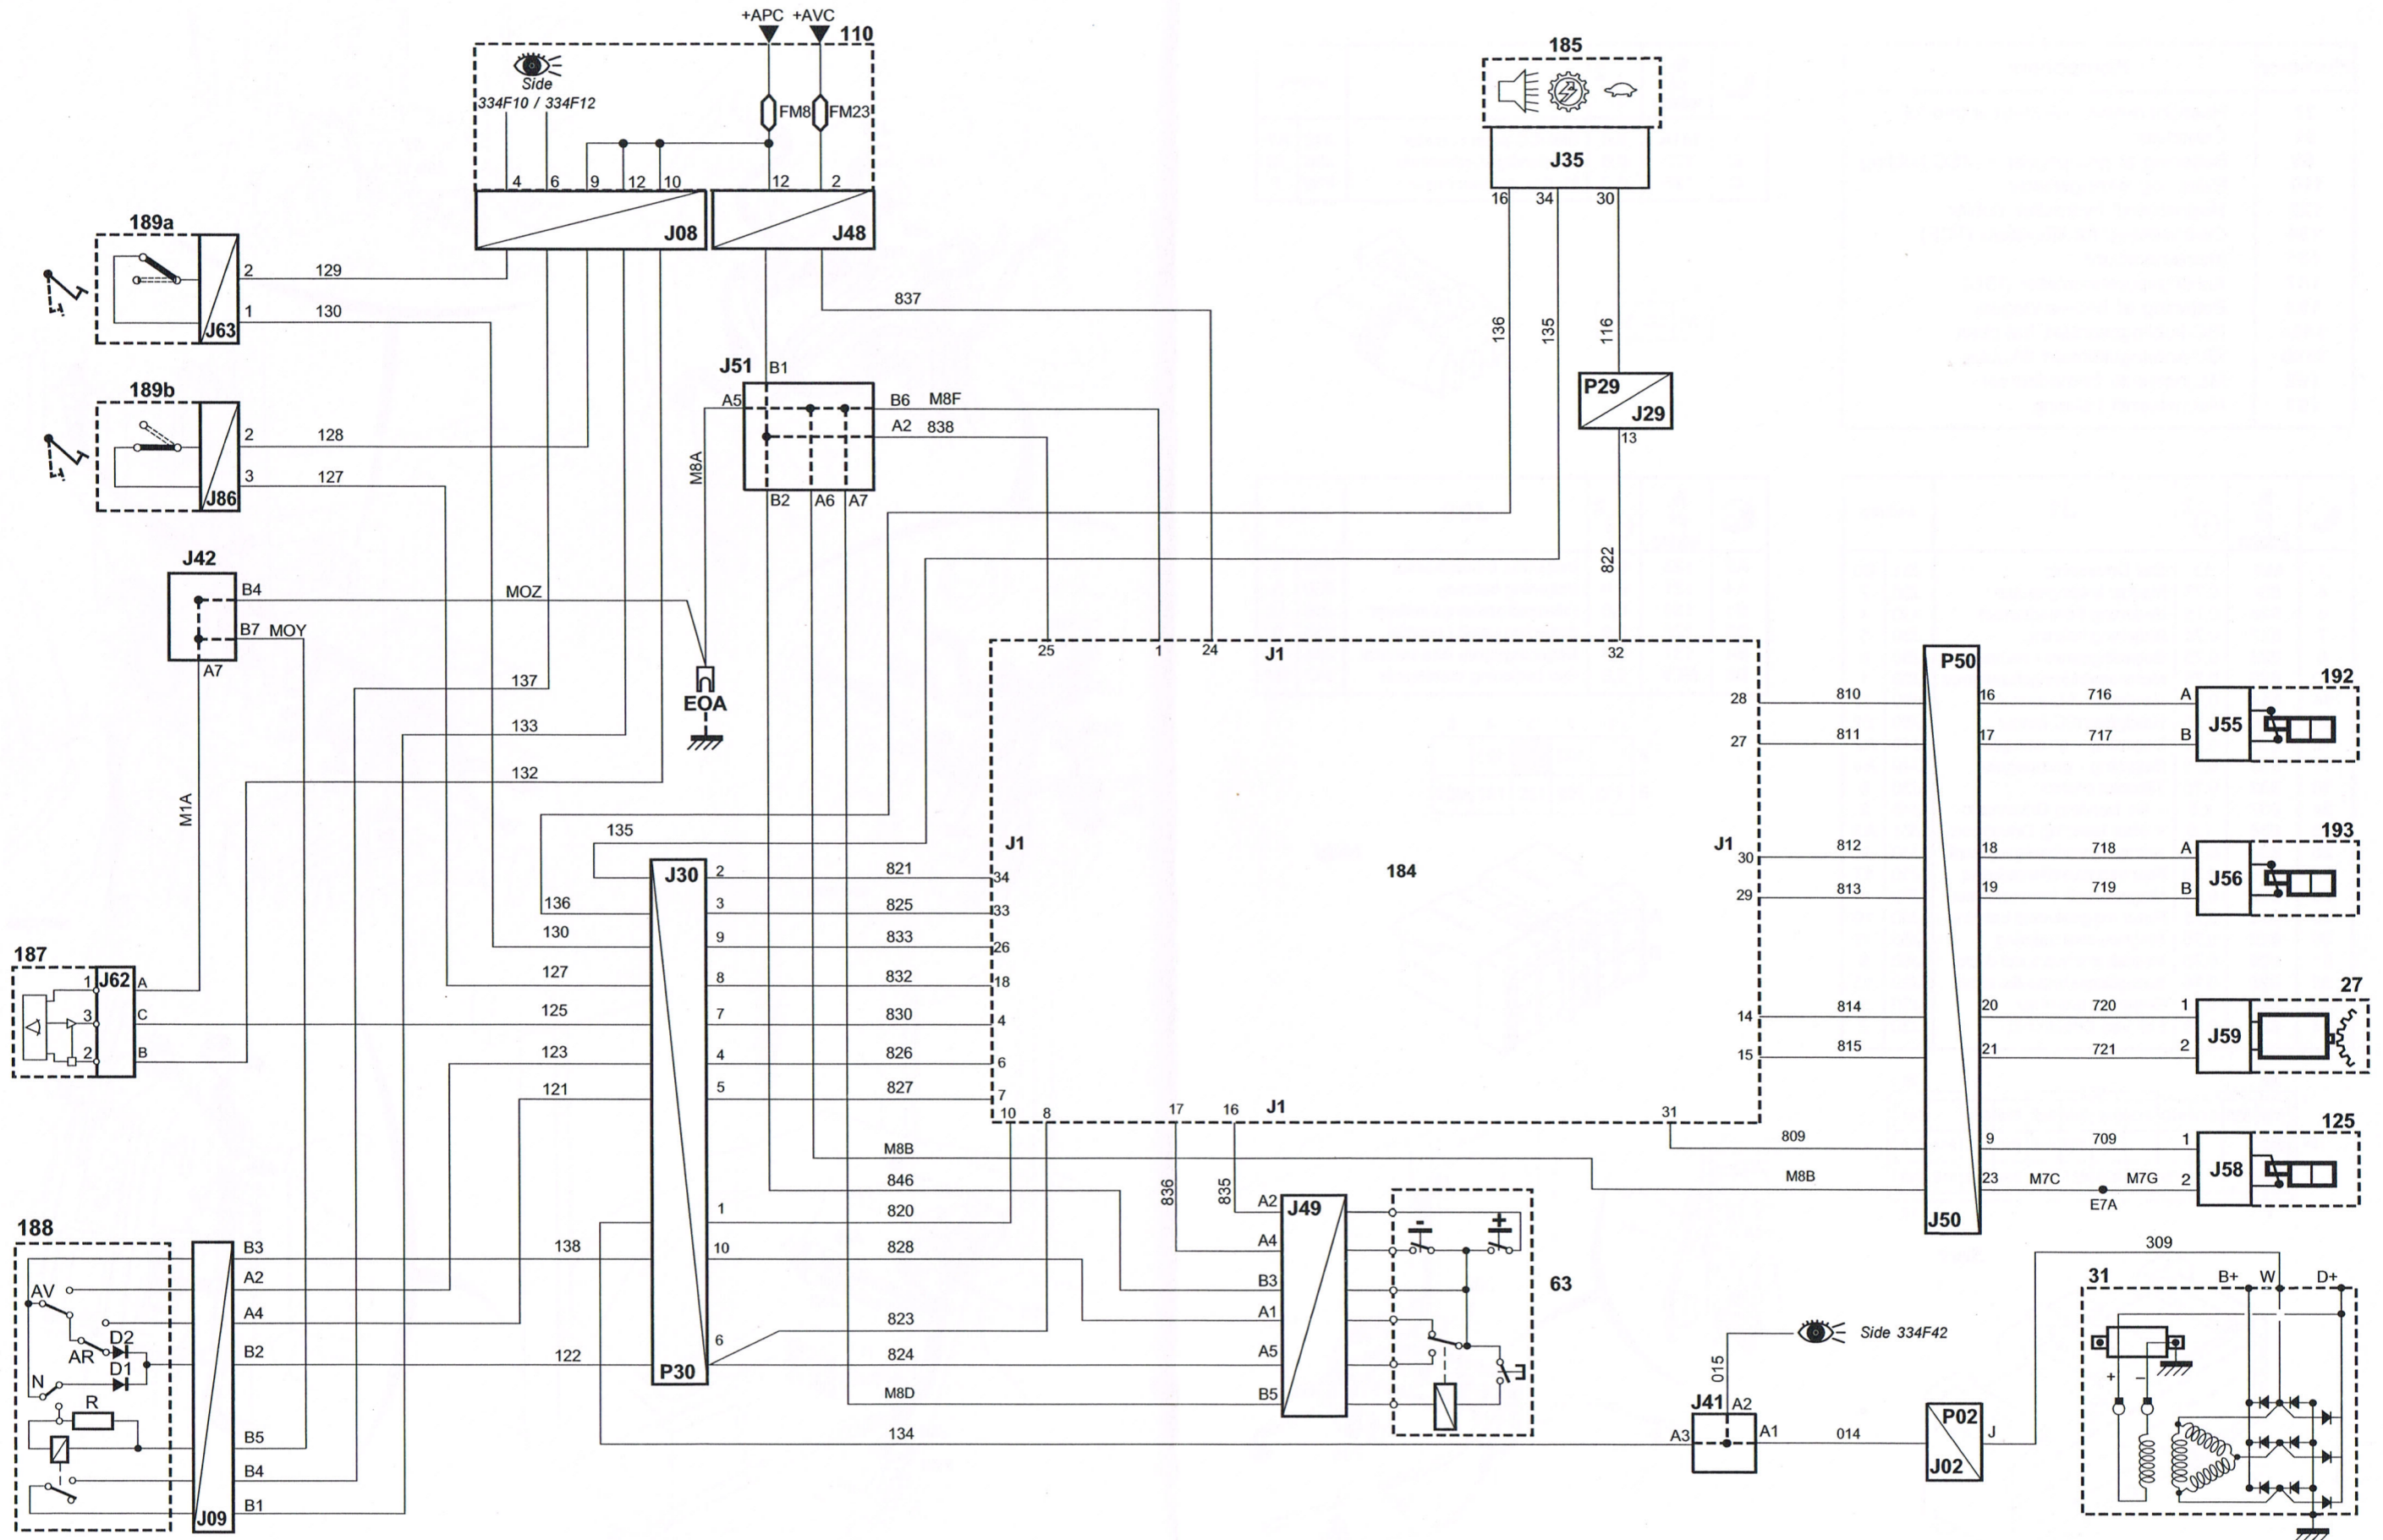 +APC +AVC
110
185
Side
334F10 / 334F12
FM8 FM23
J35
4 6 9 12 10 12 2
16 34 30
J08 J48
189a
2 129
1 130
J63
837
136 135 116
J51 B1
P29
J29
13
189b
A5 B6 M8F
A2 838
2 128
3 127
J86
M8A
B2 A6 A7
822
J42
B4 MOZ
B7 MOY
A7
25 1 24 J1 32
P50
137
EOA
133
132
M1A
28 810 16 716 A
27 811 17 717 B
192
J55
135
J1
J1
184
30 812 18 718 A
29 813 19 719 B
193
J56
J30
2 821 34
136 3 825 33
130 9 833 26
127 8 832 18
125 7 830 4
123 4 826 6
121 5 827 7
187
J62
1 A
3 C
2 B
14 814 20 720 1
15 815 21 721 2
27
J59
10 8 17 16 J1 31
809 9 709 1
M8B M8B 23 M7C M7G 2
E7A
125
J58
846
836 835
1 820
J50
188
B3 138 10 828
A2
A4
B2 122 6 823
824
P30
M8D
A2 J49
A4
B3
A1
A5
B5
- +
63
AV
D2
AR D1
N
R
B5
B4
B1
J09
134
309
31 B+ W D+
Side 334F42
015
J41 A2
A3 A1 014
P02
J02
J
+ −